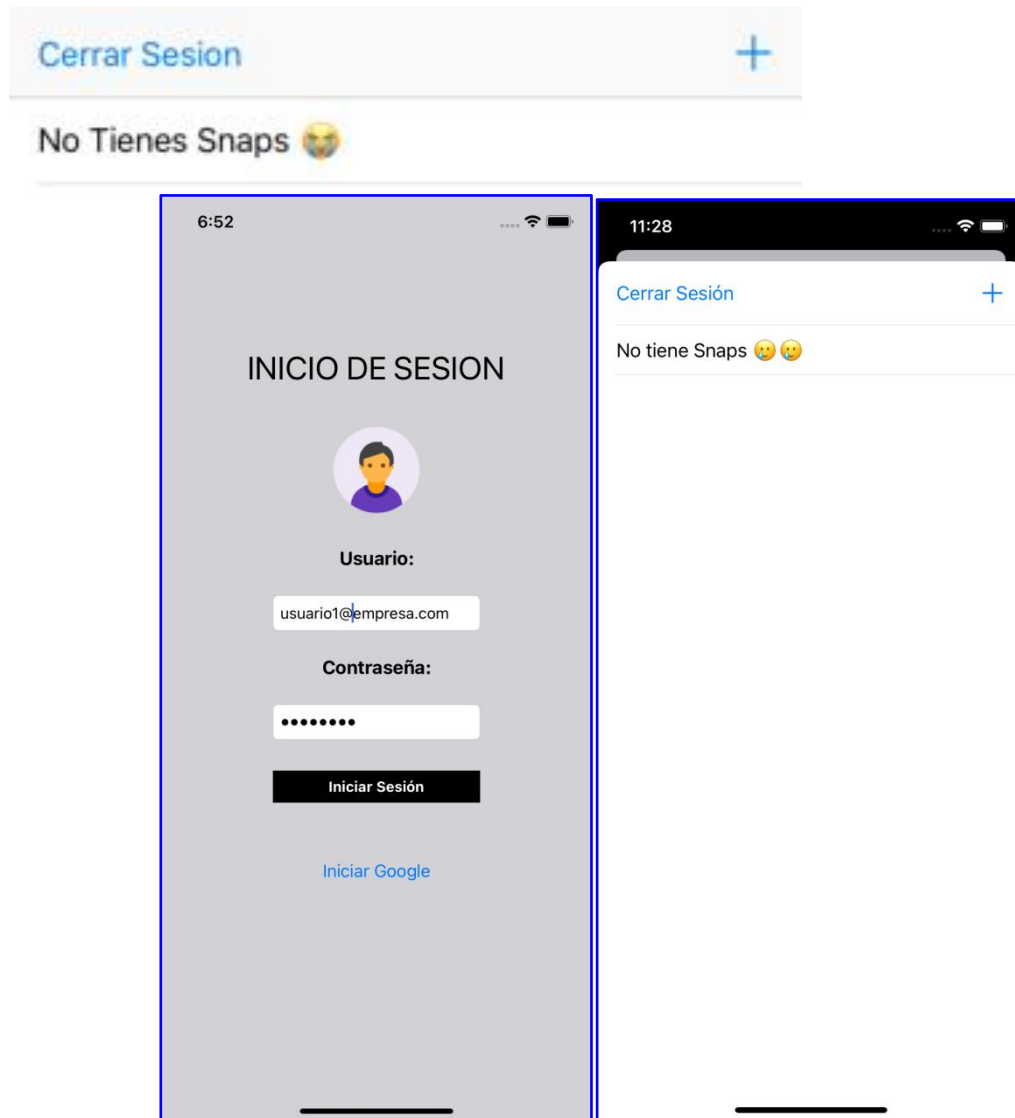 Cerrar Sesion +
No Tienes Snaps 😭
6:52
INICIO DE SESION
Usuario:
usuario1@empresa.com
Contraseña:
••••••••
Iniciar Sesión
Iniciar Google
11:28
Cerrar Sesión +
No tiene Snaps 🥲🥲